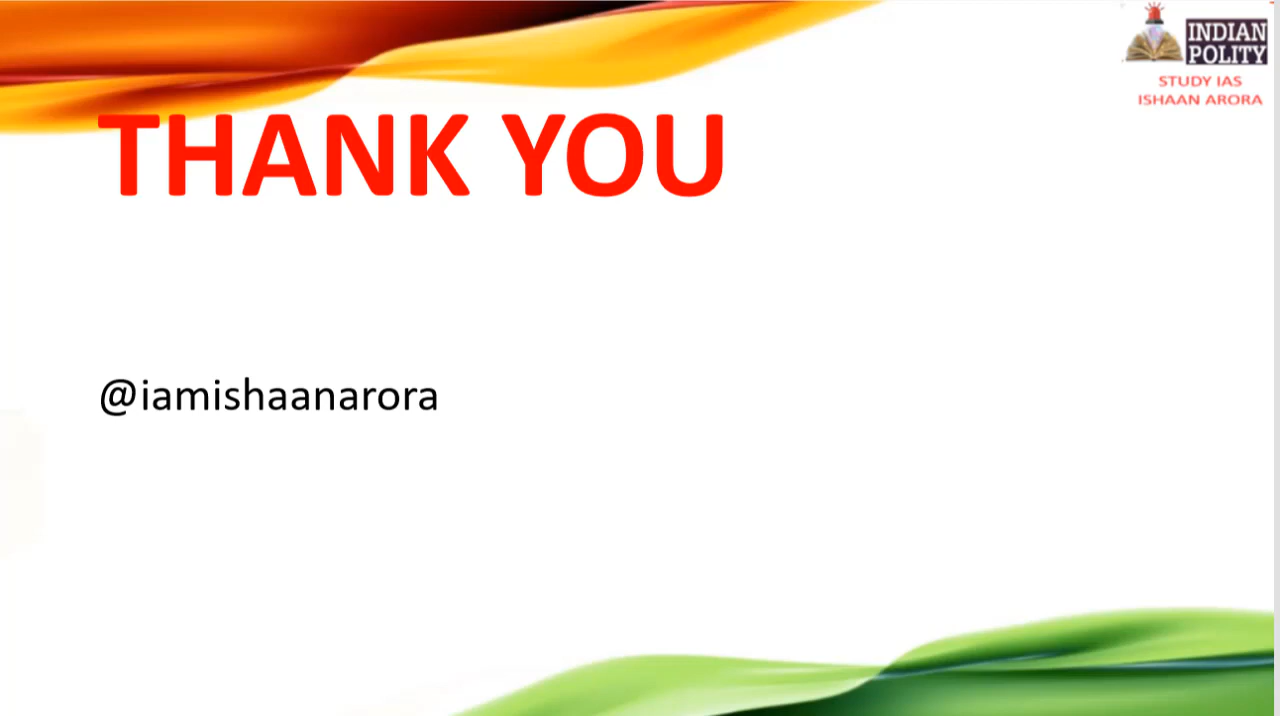 INDIAN
POLITY
STUDY IAS
ISHAAN ARORA
THANK YOU
@iamishaanarora